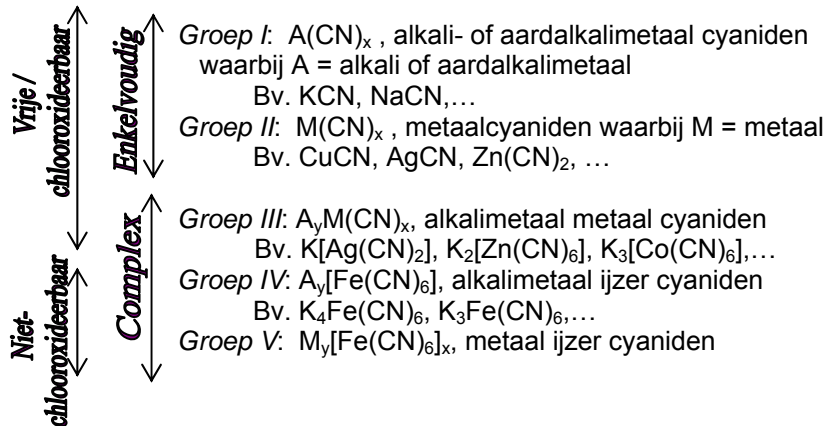 Vrije /
chlooroxideerbaar
Niet-
chlooroxideerbaar
Enkelvoudig
Complex
Groep I: A(CN)ₓ , alkali- of aardalkalimetaal cyaniden
waarbij A = alkali of aardalkalimetaal
Bv. KCN, NaCN,…
Groep II: M(CN)ₓ , metaalcyaniden waarbij M = metaal
Bv. CuCN, AgCN, Zn(CN)₂, …
Groep III: AᵧM(CN)ₓ, alkalimetaal metaal cyaniden
Bv. K[Ag(CN)₂], K₂[Zn(CN)₆], K₃[Co(CN)₆],…
Groep IV: Aᵧ[Fe(CN)₆], alkalimetaal ijzer cyaniden
Bv. K₄Fe(CN)₆, K₃Fe(CN)₆,…
Groep V: Mᵧ[Fe(CN)₆]ₓ, metaal ijzer cyaniden